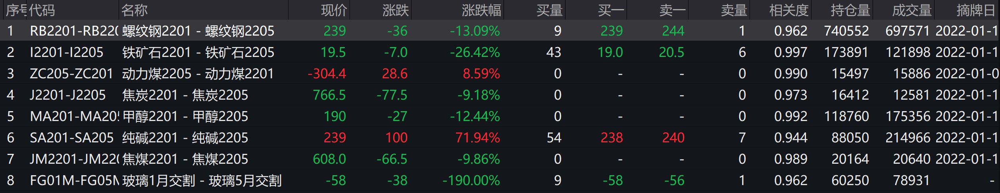 序号 代码 名称 现价 涨跌 涨跌幅 买量 买一 卖一 卖量 相关度 持仓量 成交量 摘牌日
1 RB2201-RB220 螺纹钢2201 - 螺纹钢2205 239 -36 -13.09% 9 239 244 1 0.962 740552 697571 2022-01-1
2 I2201-I2205 铁矿石2201 - 铁矿石2205 19.5 -7.0 -26.42% 43 19.0 20.5 6 0.997 173891 121898 2022-01-1
3 ZC205-ZC201 动力煤2205 - 动力煤2201 -304.4 28.6 8.59% 0 - - 0 0.990 15497 15886 2022-01-0
4 J2201-J2205 焦炭2201 - 焦炭2205 766.5 -77.5 -9.18% 0 - - 0 0.973 16412 12581 2022-01-1
5 MA201-MA205 甲醇2201 - 甲醇2205 190 -27 -12.44% 0 - - 0 0.992 118760 175356 2022-01-1
6 SA201-SA205 纯碱2201 - 纯碱2205 239 100 71.94% 54 238 240 7 0.944 88050 214966 2022-01-1
7 JM2201-JM220 焦煤2201 - 焦煤2205 608.0 -66.5 -9.86% 0 - - 0 0.989 20164 20640 2022-01-1
8 FG01M-FG05M 玻璃1月交割 - 玻璃5月交割 -58 -38 -190.00% 9 -58 -56 1 0.962 60250 78931 -